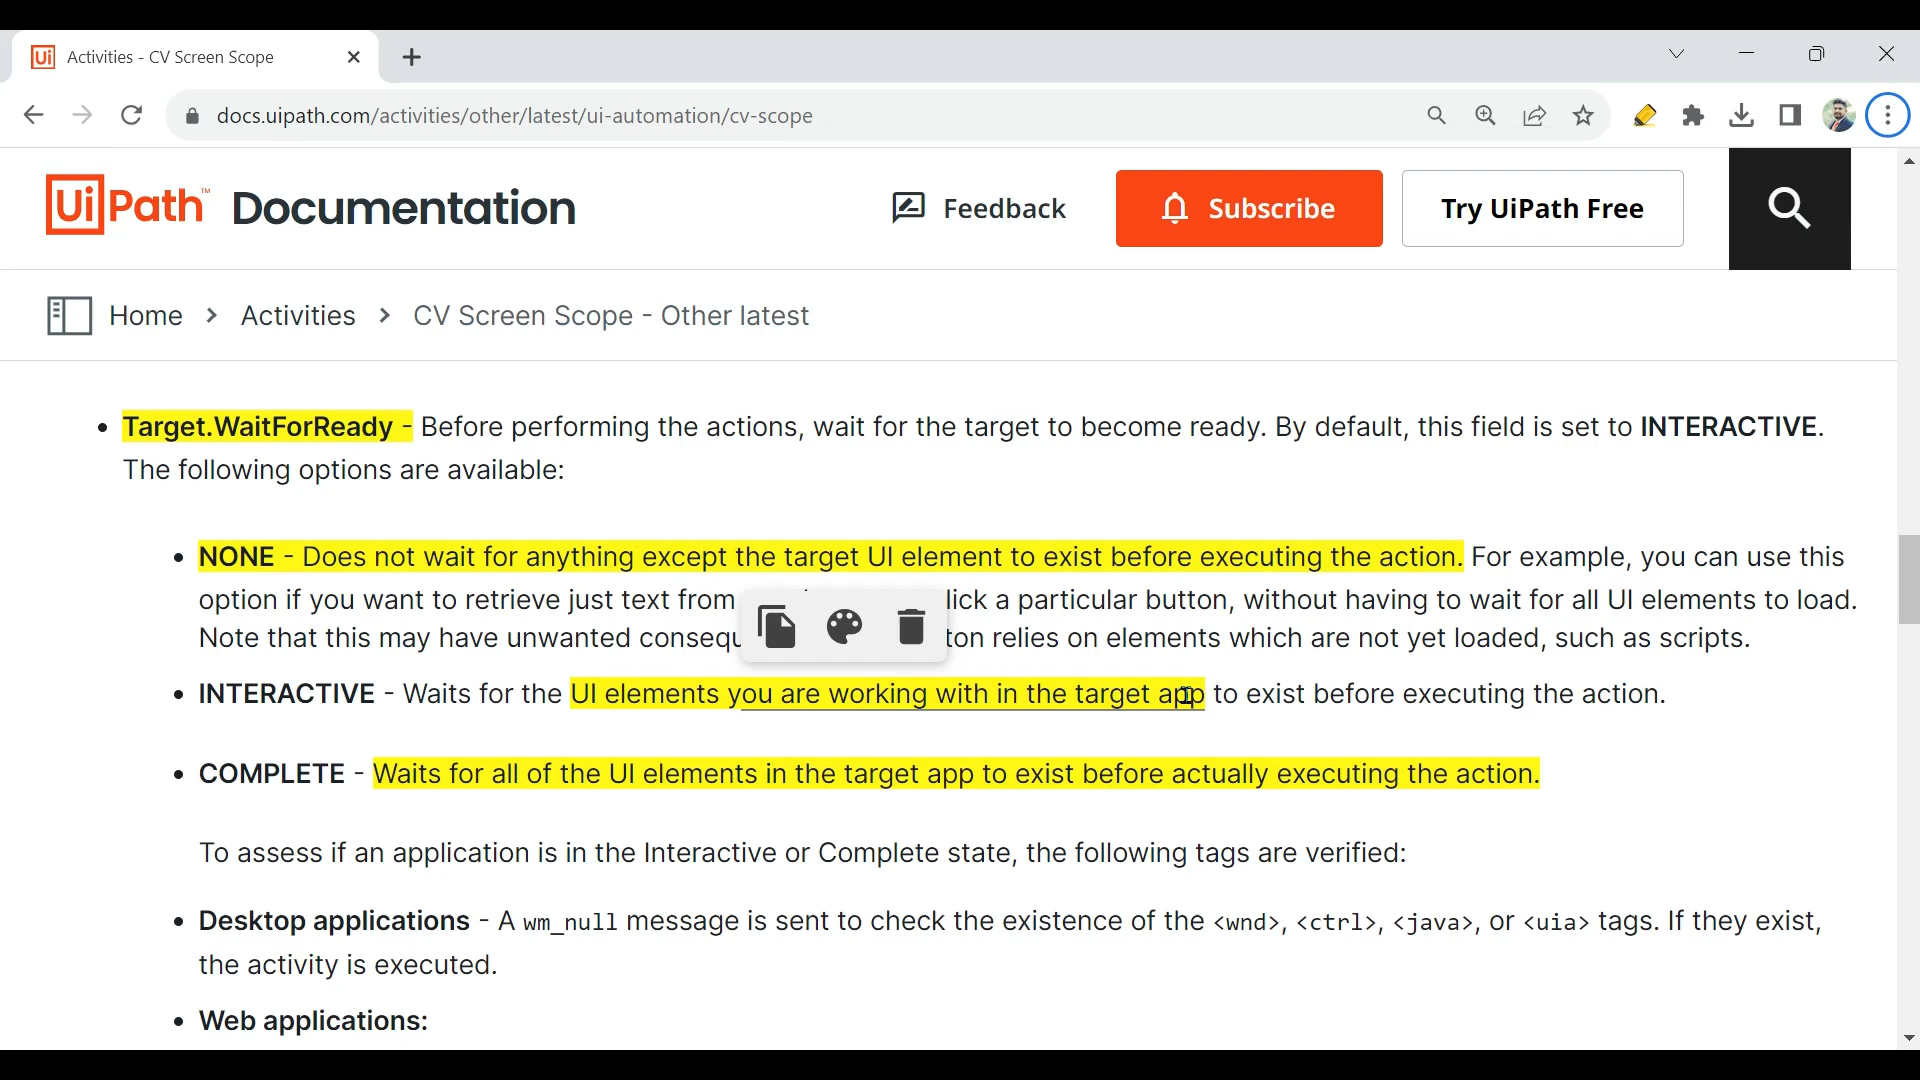 Activities - CV Screen Scope
docs.uipath.com/activities/other/latest/ui-automation/cv-scope
UiPath™ Documentation
Feedback
Subscribe
Try UiPath Free
Home > Activities > CV Screen Scope - Other latest
• Target.WaitForReady - Before performing the actions, wait for the target to become ready. By default, this field is set to INTERACTIVE.
The following options are available:
• NONE - Does not wait for anything except the target UI element to exist before executing the action. For example, you can use this
option if you want to retrieve just text from lick a particular button, without having to wait for all UI elements to load.
Note that this may have unwanted consequ ton relies on elements which are not yet loaded, such as scripts.
• INTERACTIVE - Waits for the UI elements you are working with in the target app to exist before executing the action.
• COMPLETE - Waits for all of the UI elements in the target app to exist before actually executing the action.
To assess if an application is in the Interactive or Complete state, the following tags are verified:
• Desktop applications - A wm_null message is sent to check the existence of the <wnd>, <ctrl>, <java>, or <uia> tags. If they exist,
the activity is executed.
• Web applications: